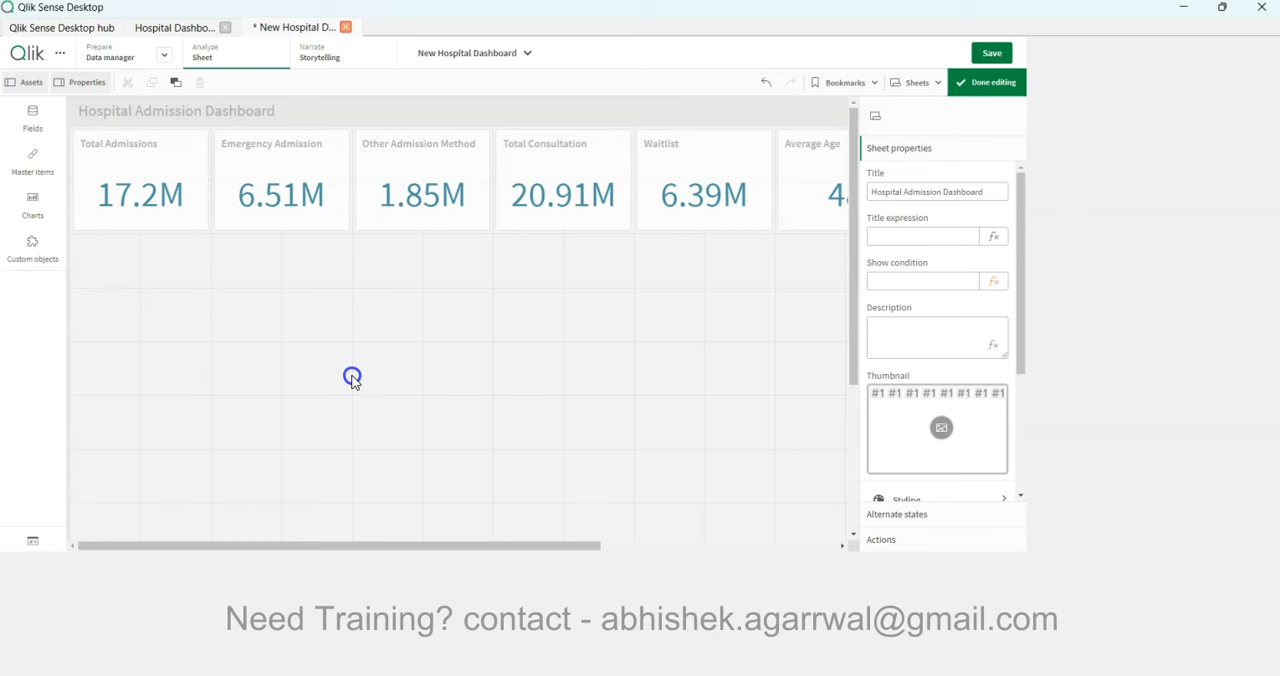 Qlik Sense Desktop
Qlik Sense Desktop hub
Hospital Dashbo...
* New Hospital D...
Qlik
Prepare
Data manager
Analyze
Sheet
Narrate
Storytelling
New Hospital Dashboard
Save
Assets
Properties
Bookmarks
Sheets
Done editing
Fields
Master items
Charts
Custom objects
Hospital Admission Dashboard
Total Admissions
17.2M
Emergency Admission
6.51M
Other Admission Method
1.85M
Total Consultation
20.91M
Waitlist
6.39M
Average Age
Sheet properties
Title
Hospital Admission Dashboard
Title expression
fx
Show condition
fx
Description
fx
Thumbnail
#1 #1 #1 #1 #1 #1 #1 #1
Styling
Alternate states
Actions
Need Training? contact - abhishek.agarrwal@gmail.com